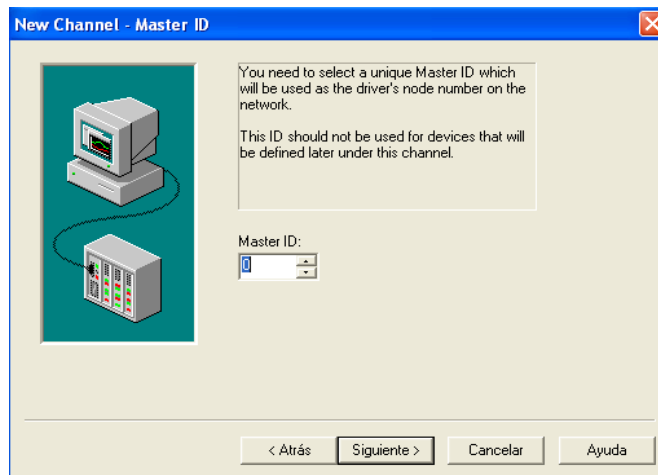 New Channel - Master ID
You need to select a unique Master ID which
will be used as the driver's node number on the
network.
This ID should not be used for devices that will
be defined later under this channel.
Master ID:
0
< Atrás
Siguiente >
Cancelar
Ayuda